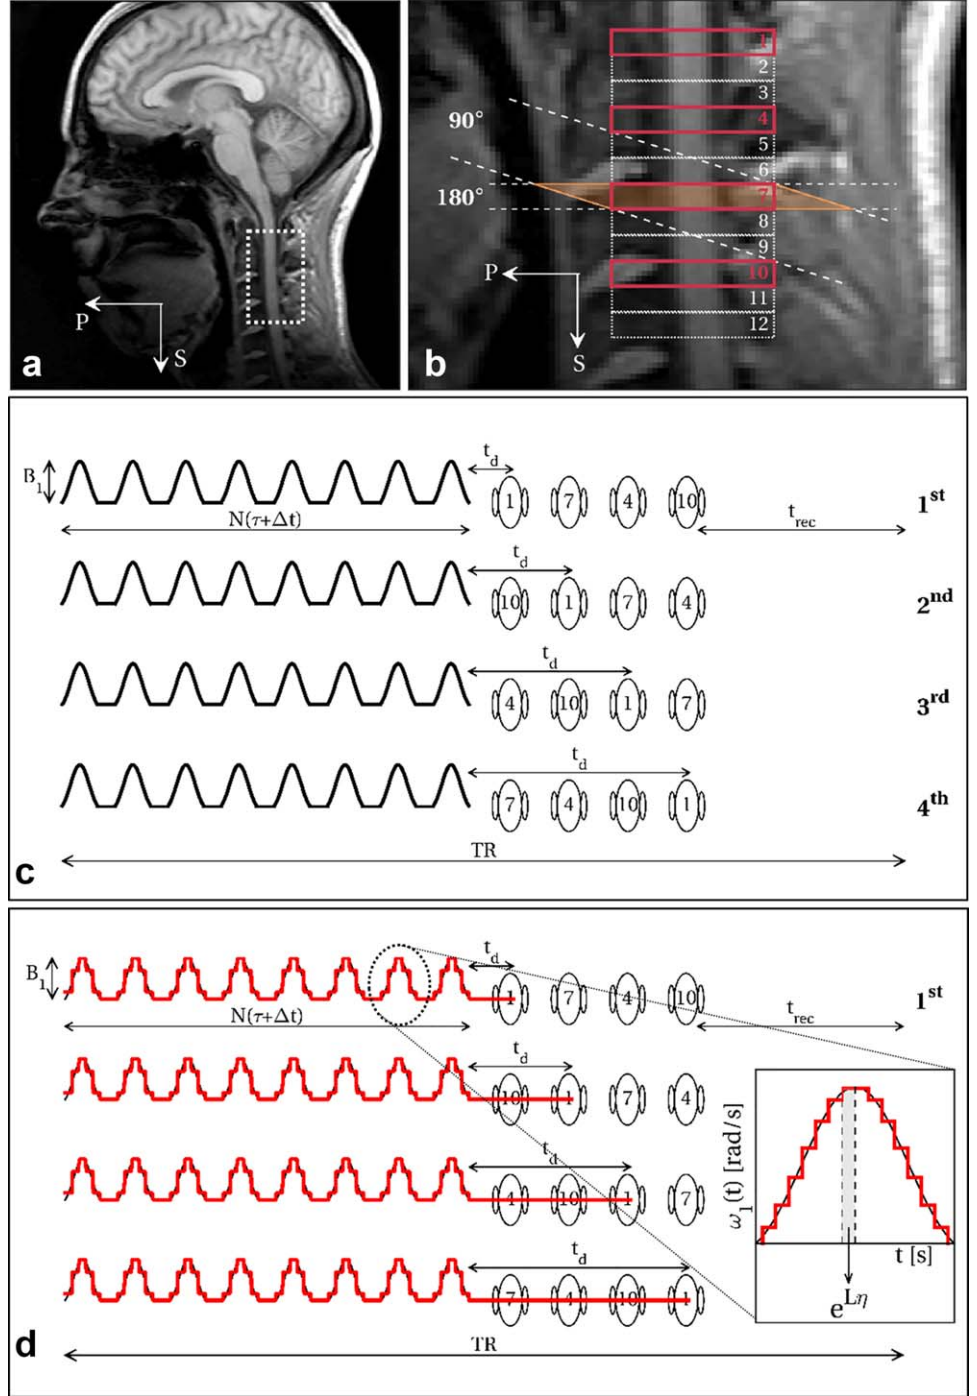 P
S
a
1
2
3
90°
4
5
6
180°
7
8
9
P
10
11
S
12
b
B1
td
1 7 4 10
N(τ+Δt)
trec
1st
td
10 1 7 4
2nd
td
4 10 1 7
3rd
td
7 4 10 1
4th
TR
c
B1
td
1 7 4 10
N(τ+Δt)
trec
1st
td
10 1 7 4
td
4 10 1 7
td
7 4 10 1
ω1(t) [rad/s]
t [s]
eLη
TR
d